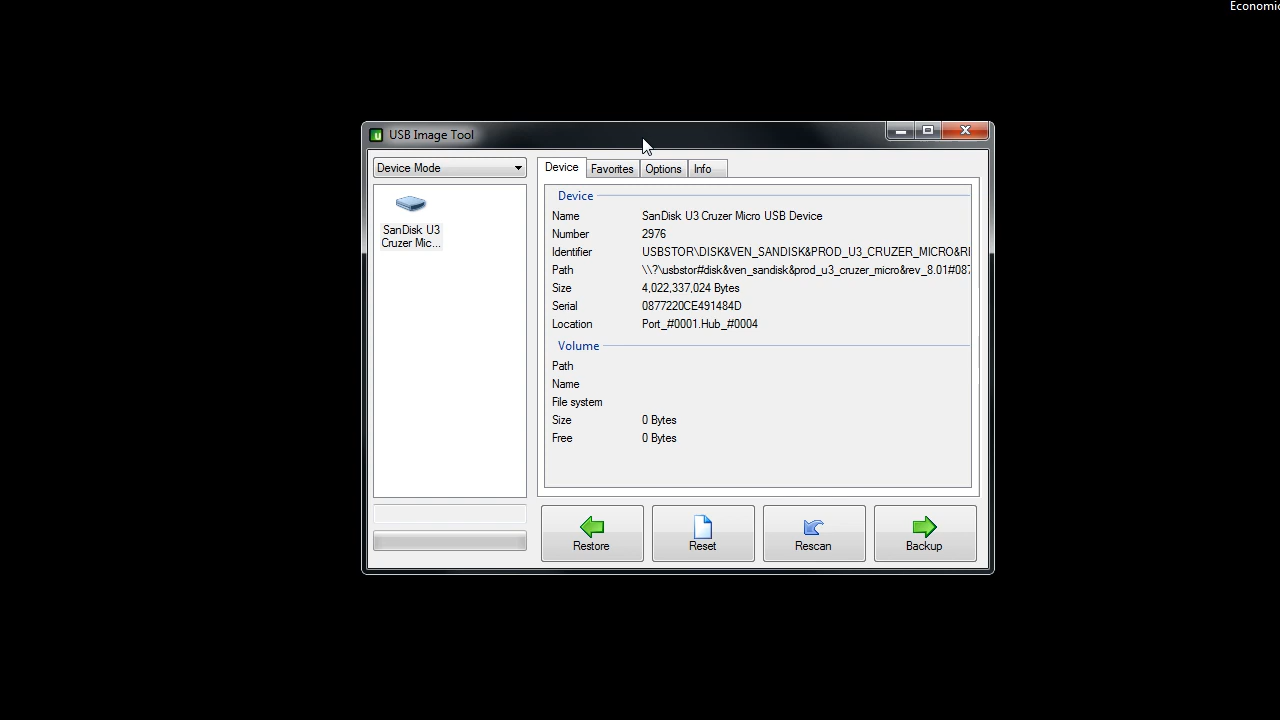 Economic
USB Image Tool
Device Mode
SanDisk U3
Cruzer Mic...
Device Favorites Options Info
Device
Name SanDisk U3 Cruzer Micro USB Device
Number 2976
Identifier USBSTOR\DISK&VEN_SANDISK&PROD_U3_CRUZER_MICRO&RE
Path \\?\usbstor#disk&ven_sandisk&prod_u3_cruzer_micro&rev_8.01#087
Size 4,022,337,024 Bytes
Serial 0877220CE491484D
Location Port_#0001.Hub_#0004
Volume
Path
Name
File system
Size 0 Bytes
Free 0 Bytes
Restore Reset Rescan Backup